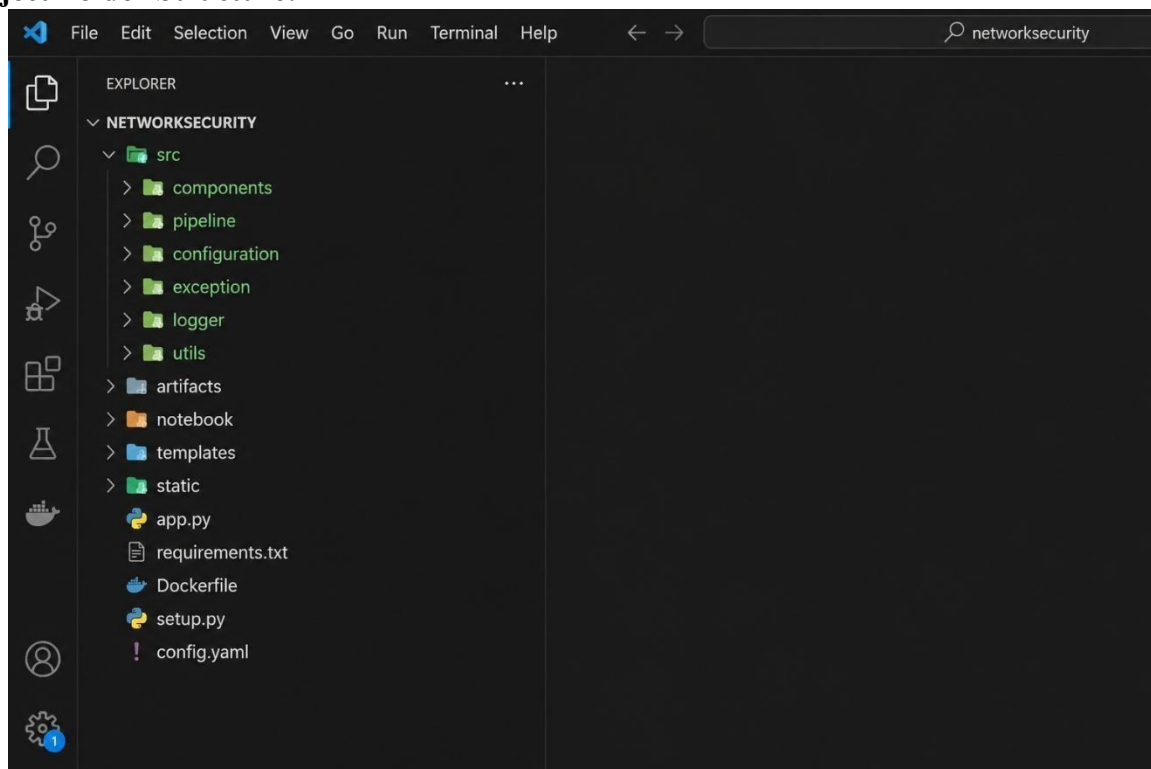 File Edit Selection View Go Run Terminal Help networksecurity
EXPLORER ...
NETWORKSECURITY
src
components
pipeline
configuration
exception
logger
utils
artifacts
notebook
templates
static
app.py
requirements.txt
Dockerfile
setup.py
! config.yaml
1